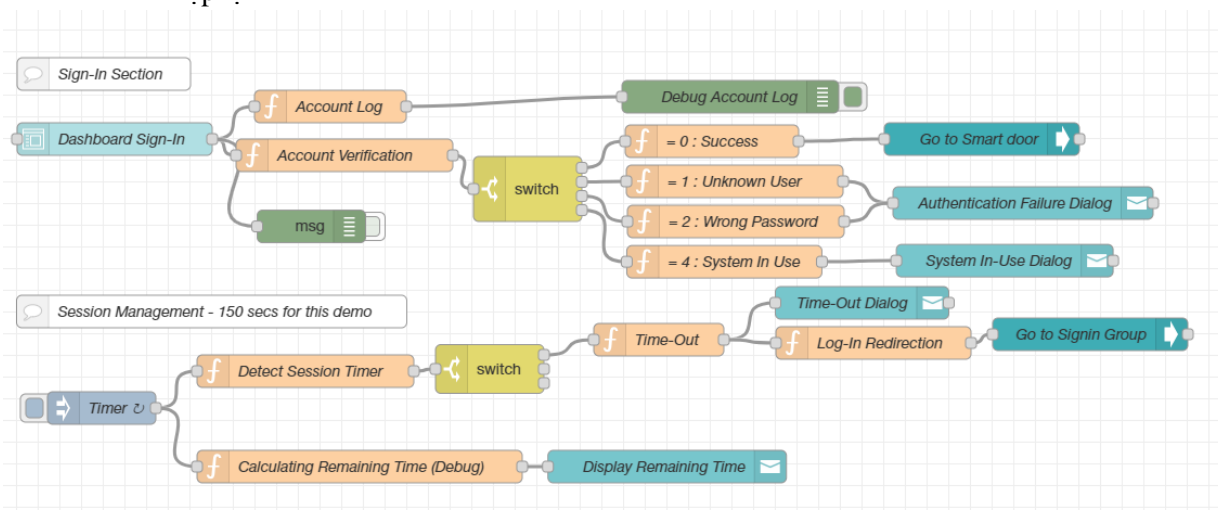 Sign-In Section
Account Log
Debug Account Log
Dashboard Sign-In
Account Verification
= 0 : Success
Go to Smart door
switch
= 1 : Unknown User
Authentication Failure Dialog
msg
= 2 : Wrong Password
= 4 : System In Use
System In-Use Dialog
Session Management - 150 secs for this demo
Time-Out Dialog
Time-Out
Log-In Redirection
Go to Signin Group
Detect Session Timer
switch
Timer ↻
Calculating Remaining Time (Debug)
Display Remaining Time